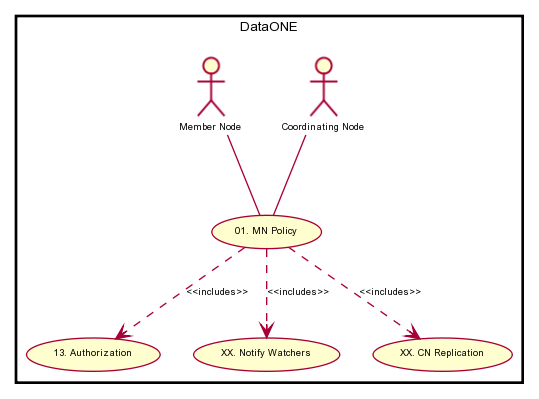 DataONE
Member Node
Coordinating Node
01. MN Policy
<<includes>>
<<includes>>
<<includes>>
13. Authorization
XX. Notify Watchers
XX. CN Replication